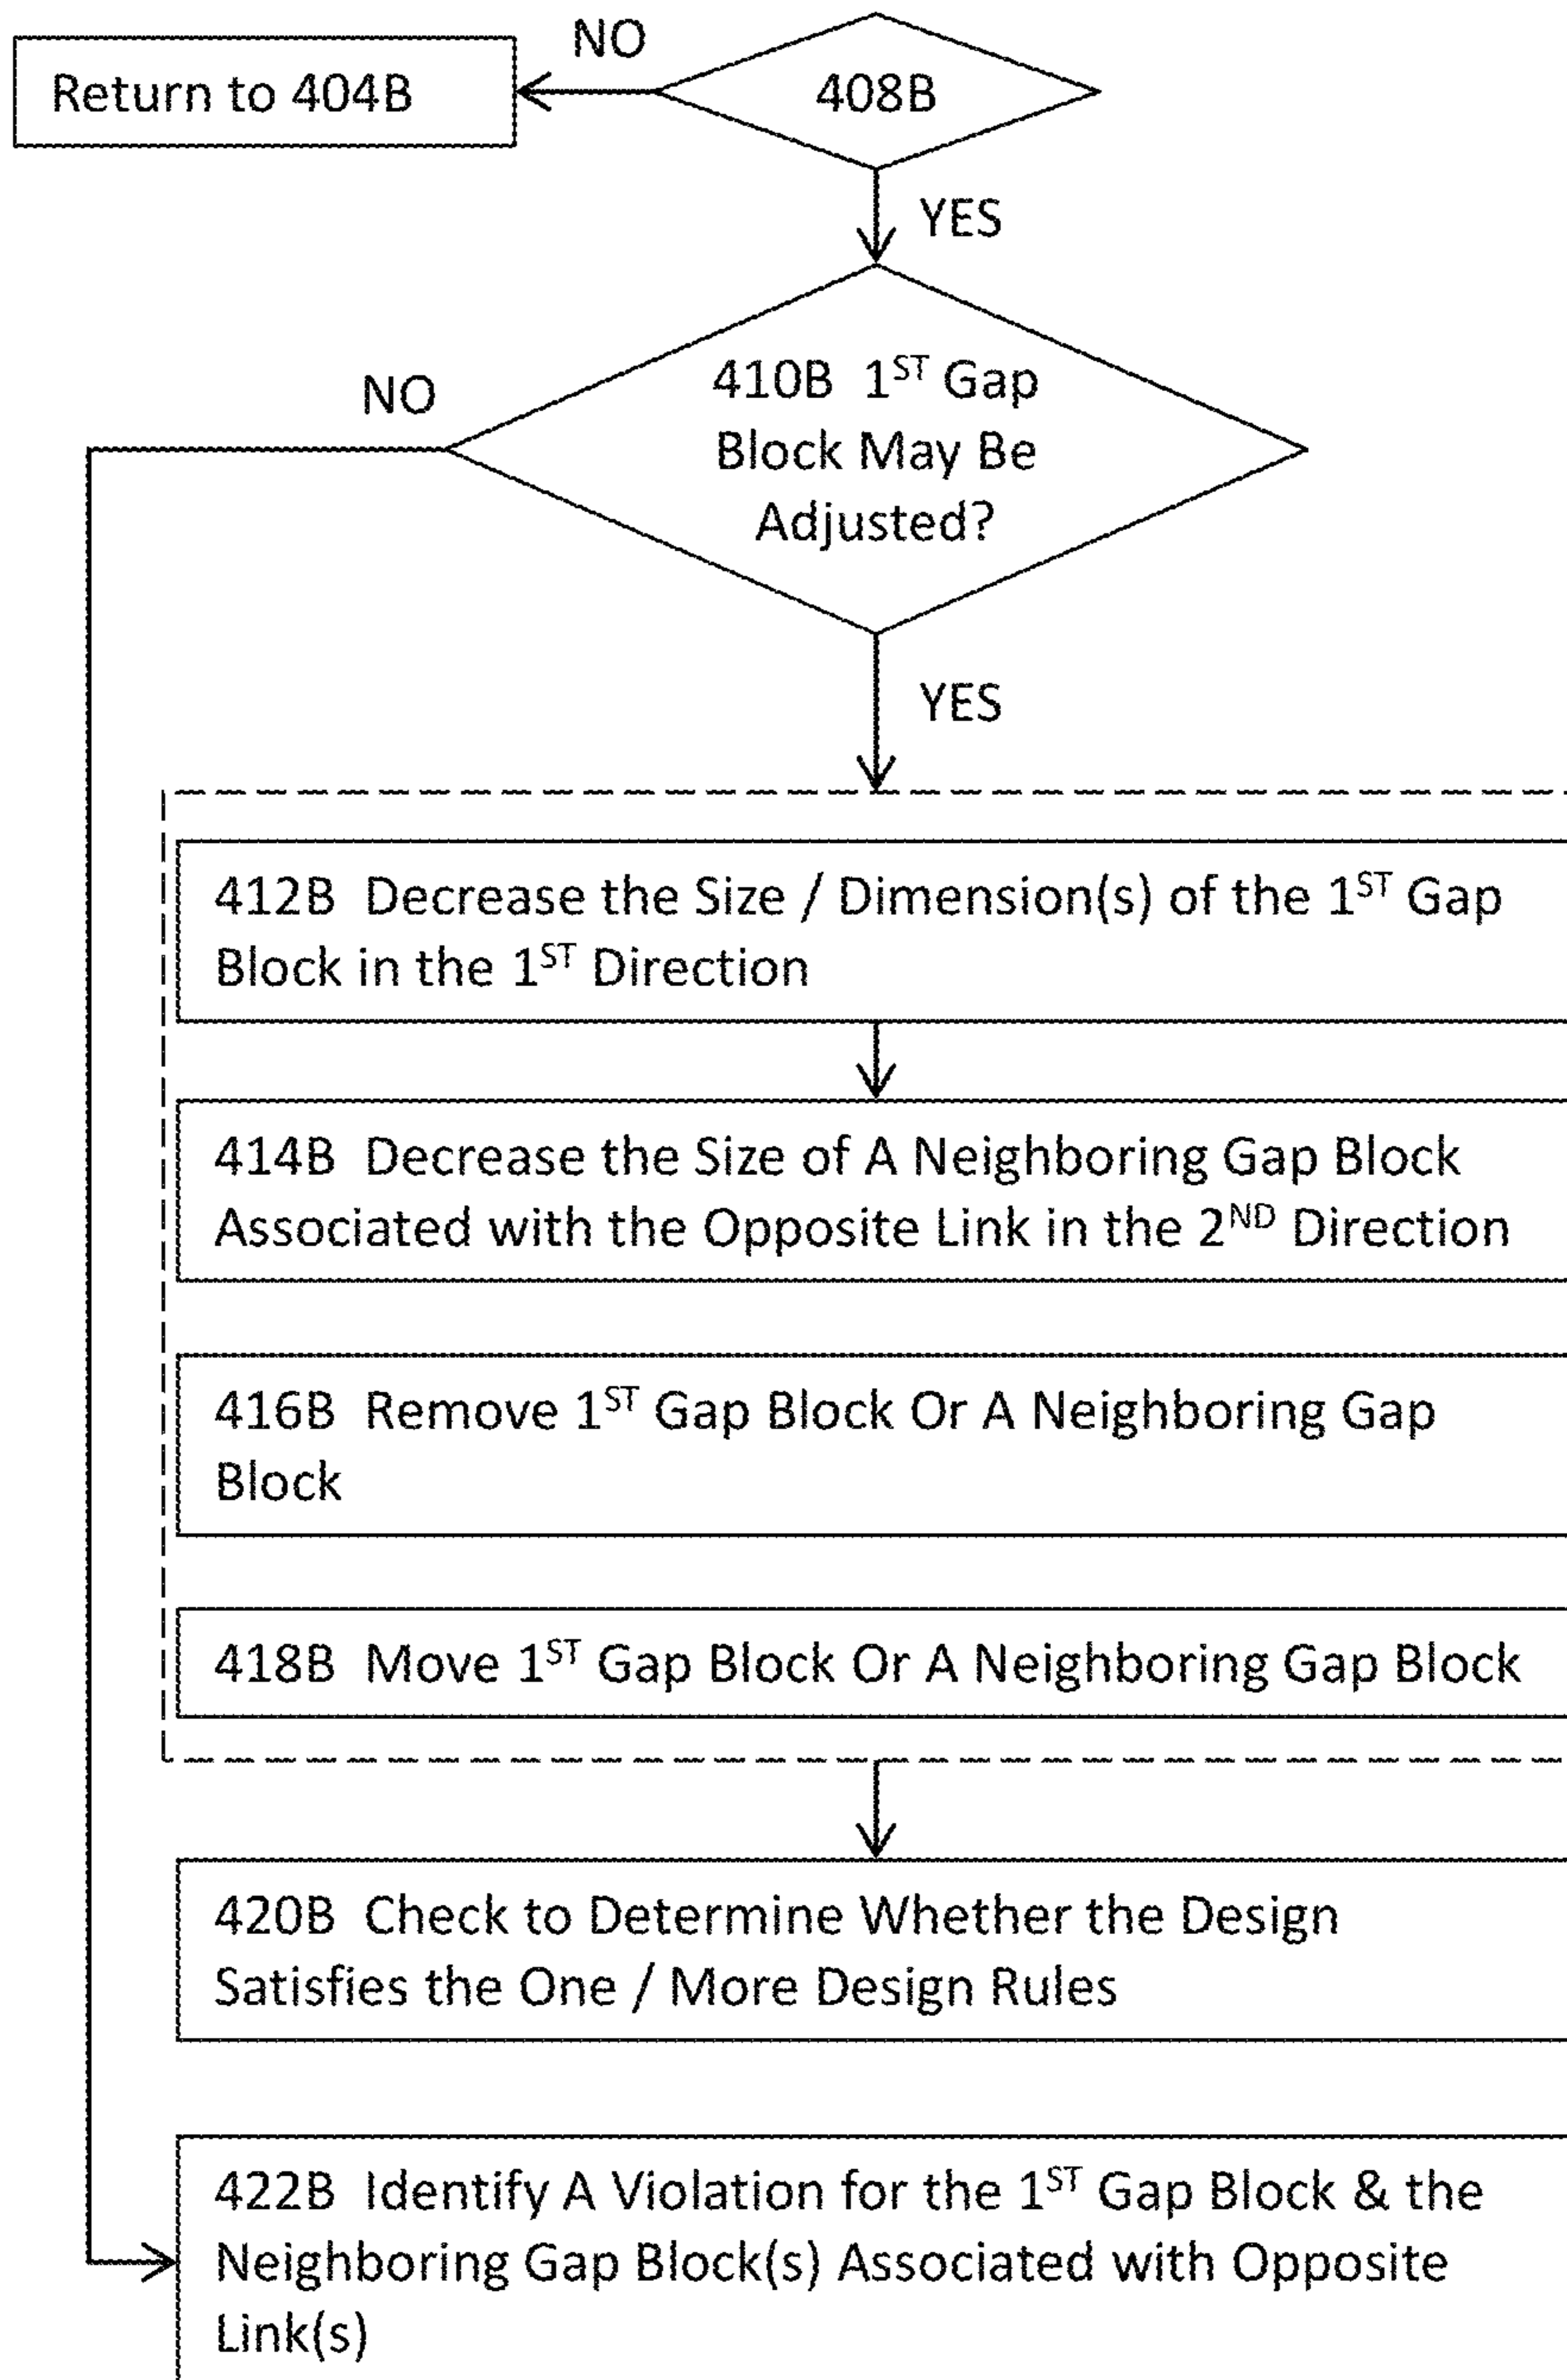 NO
Return to 404B
408B
YES
NO
410B 1ST Gap
Block May Be
Adjusted?
YES
412B Decrease the Size / Dimension(s) of the 1ST Gap
Block in the 1ST Direction
414B Decrease the Size of A Neighboring Gap Block
Associated with the Opposite Link in the 2ND Direction
416B Remove 1ST Gap Block Or A Neighboring Gap
Block
418B Move 1ST Gap Block Or A Neighboring Gap Block
420B Check to Determine Whether the Design
Satisfies the One / More Design Rules
422B Identify A Violation for the 1ST Gap Block & the
Neighboring Gap Block(s) Associated with Opposite
Link(s)